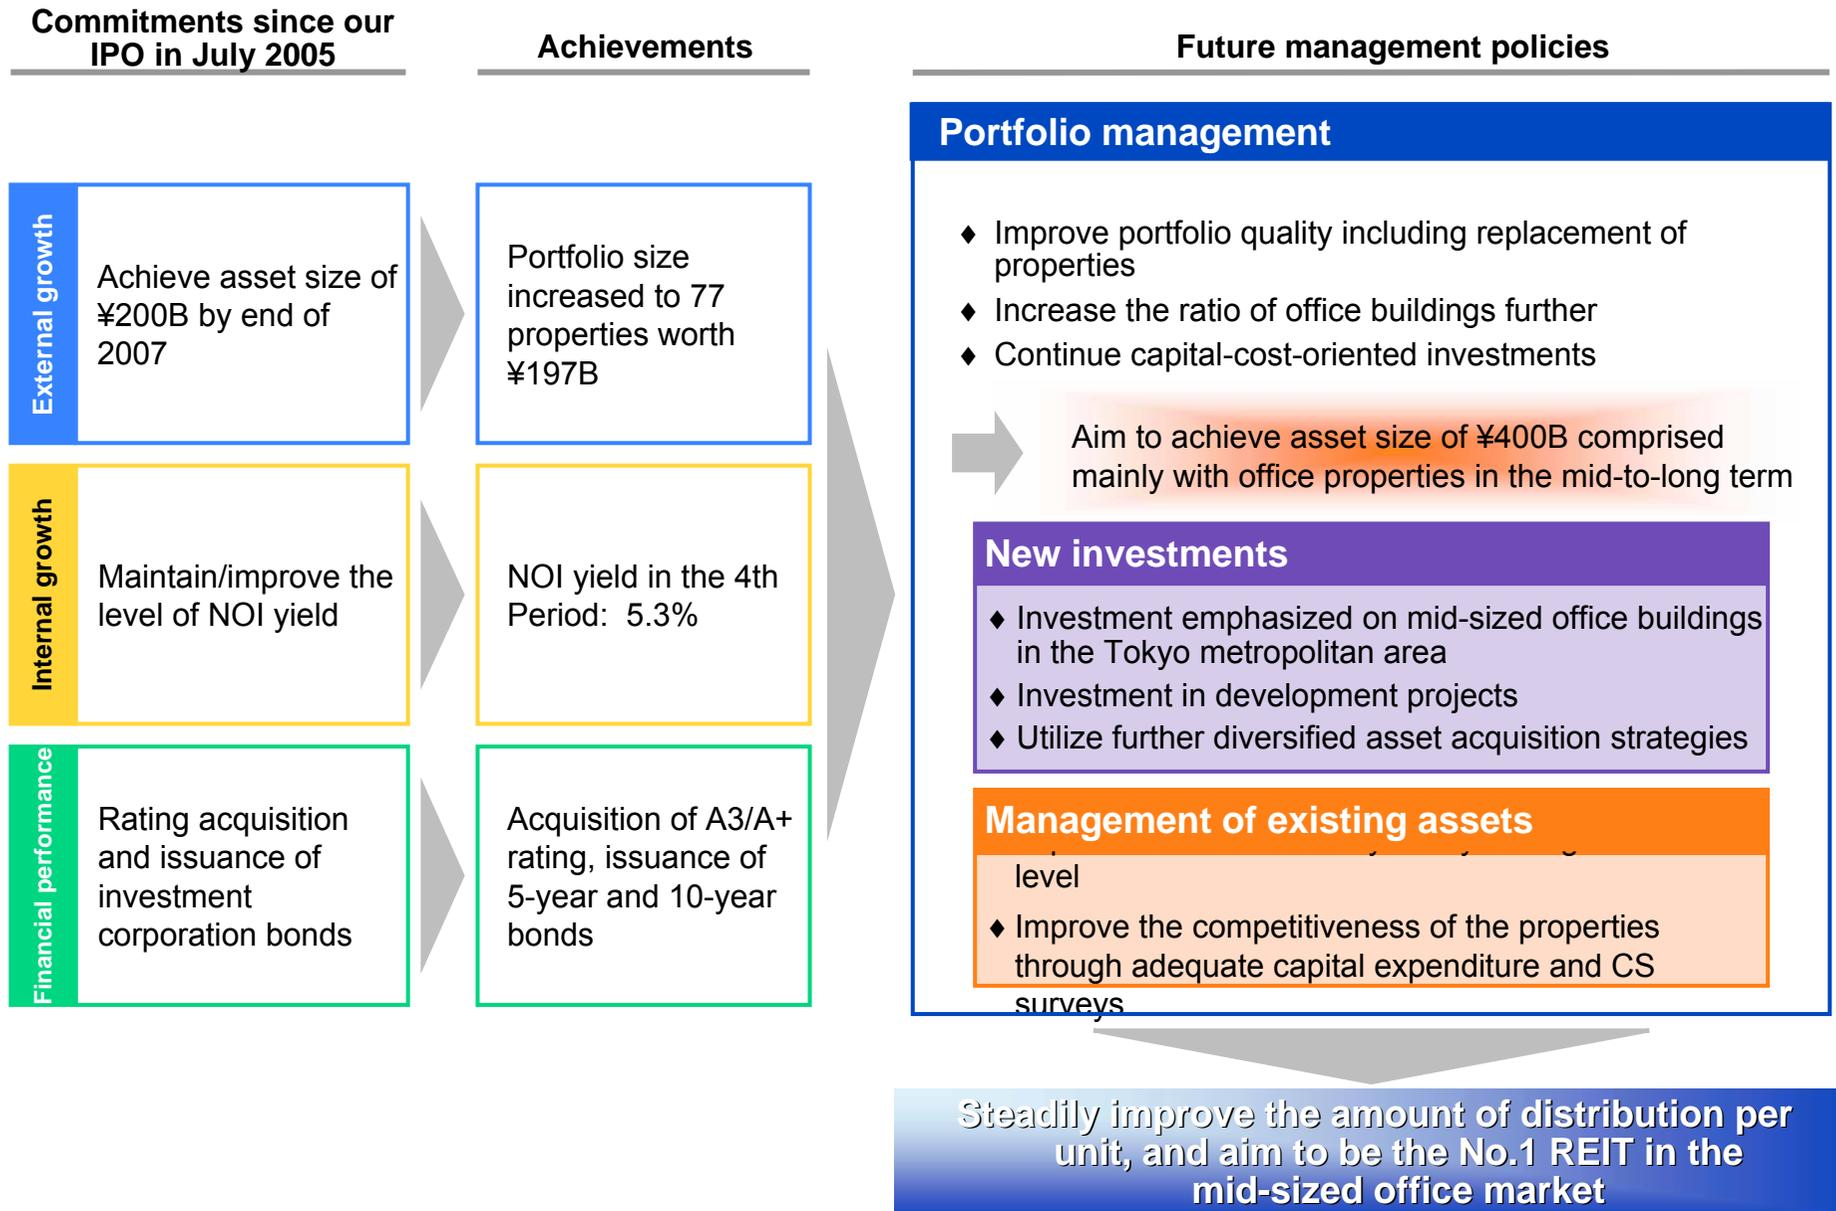 Commitments since our
IPO in July 2005
Achievements
Future management policies
External growth
Achieve asset size of
¥200B by end of
2007
Portfolio size
increased to 77
properties worth
¥197B
Internal growth
Maintain/improve the
level of NOI yield
NOI yield in the 4th
Period: 5.3%
Financial performance
Rating acquisition
and issuance of
investment
corporation bonds
Acquisition of A3/A+
rating, issuance of
5-year and 10-year
bonds
Portfolio management
♦ Improve portfolio quality including replacement of
properties
♦ Increase the ratio of office buildings further
♦ Continue capital-cost-oriented investments
Aim to achieve asset size of ¥400B comprised
mainly with office properties in the mid-to-long term
New investments
♦ Investment emphasized on mid-sized office buildings
in the Tokyo metropolitan area
♦ Investment in development projects
♦ Utilize further diversified asset acquisition strategies
Management of existing assets
level
♦ Improve the competitiveness of the properties
through adequate capital expenditure and CS
surveys
Steadily improve the amount of distribution per
unit, and aim to be the No.1 REIT in the
mid-sized office market